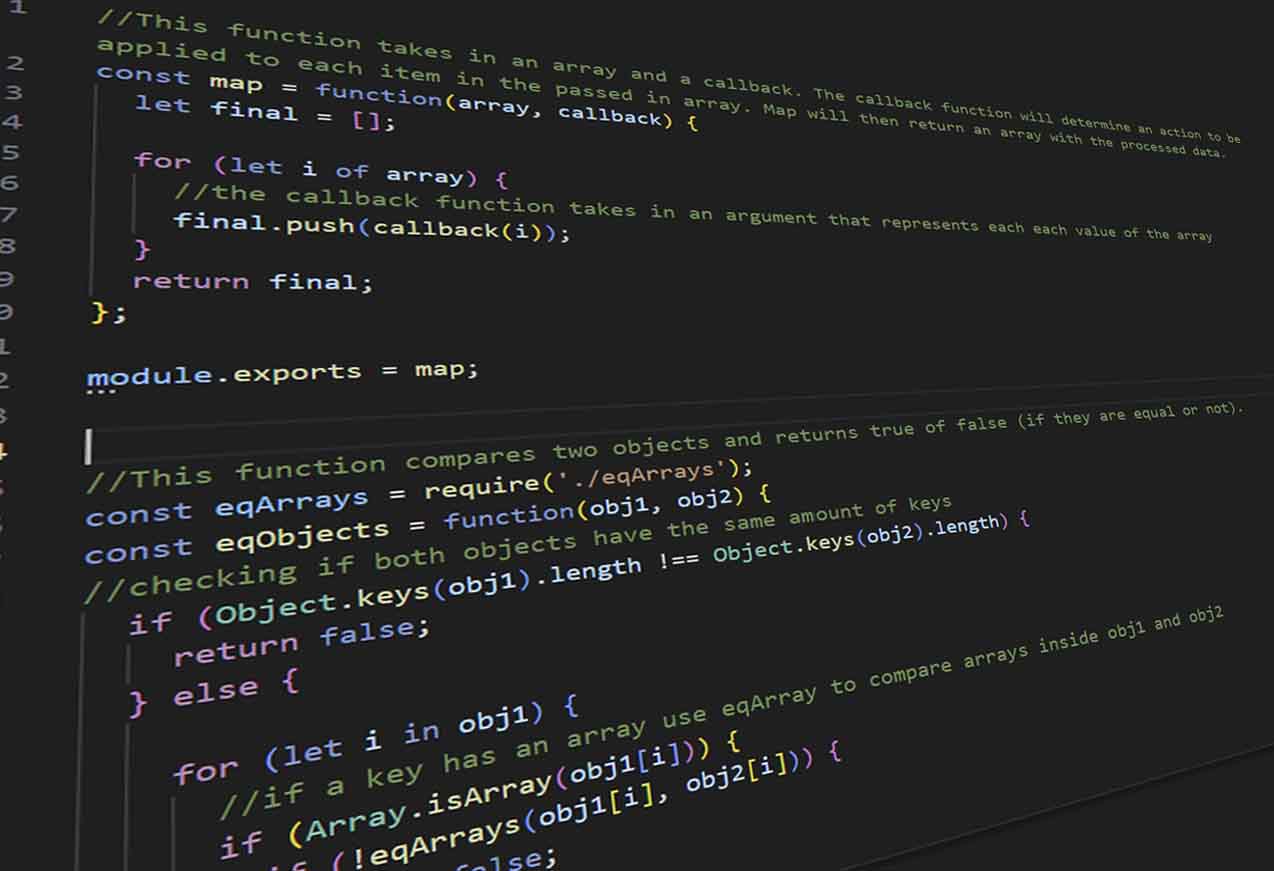 1 //This function takes in an array and a callback. The callback function will determine an action to be
applied to each item in the passed in array. Map will then return an array with the processed data.
2 const map = function(array, callback) {
3 let final = [];
4
5 for (let i of array) {
6 //the callback function takes in an argument that represents each each value of the array
7 final.push(callback(i));
8 }
9 return final;
0 };
1
2 module.exports = map;
3
4
//This function compares two objects and returns true of false (if they are equal or not).
const eqArrays = require('./eqArrays');
const eqObjects = function(obj1, obj2) {
//checking if both objects have the same amount of keys
if (Object.keys(obj1).length !== Object.keys(obj2).length) {
return false;
} else {
for (let i in obj1) {
//if a key has an array use eqArray to compare arrays inside obj1 and obj2
if (Array.isArray(obj1[i])) {
if (!eqArrays(obj1[i], obj2[i])) {
false;